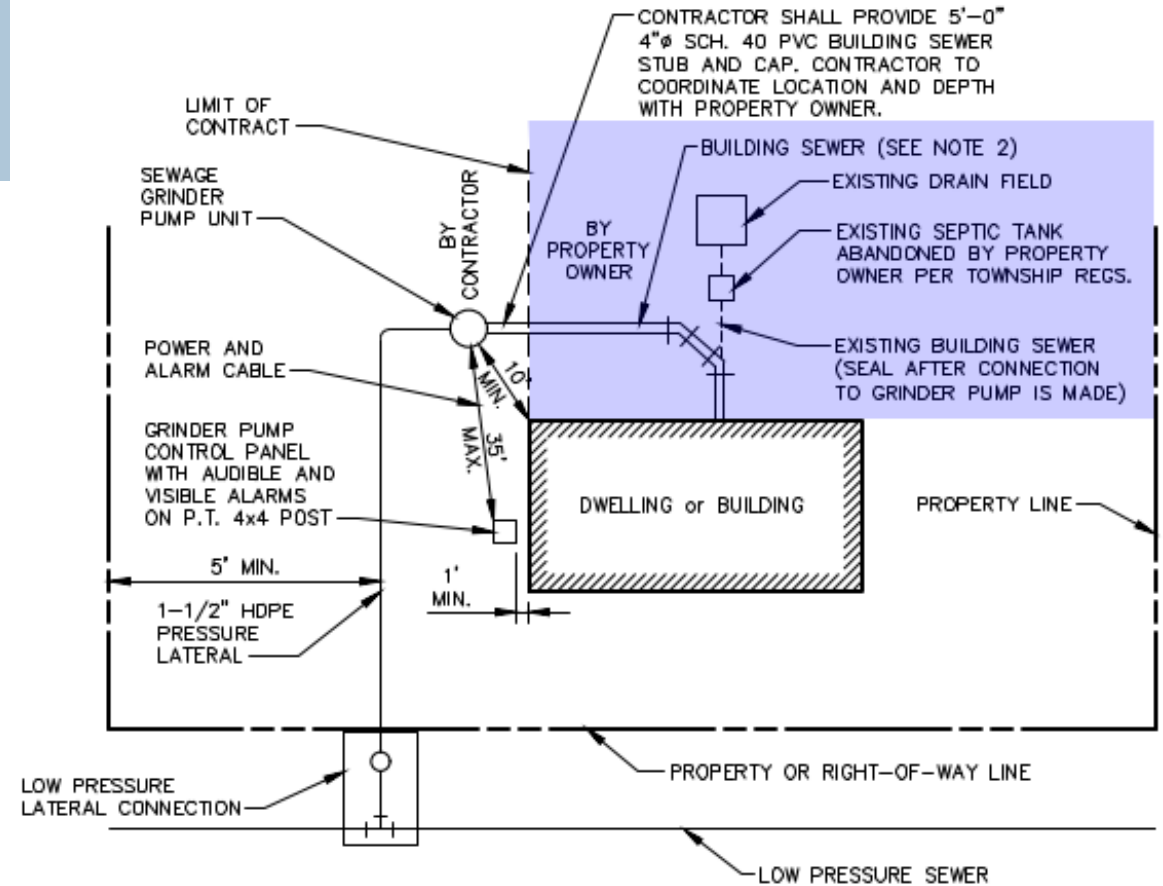 CONTRACTOR SHALL PROVIDE 5'-0"
4"ø SCH. 40 PVC BUILDING SEWER
STUB AND CAP. CONTRACTOR TO
COORDINATE LOCATION AND DEPTH
WITH PROPERTY OWNER.
LIMIT OF
CONTRACT
BUILDING SEWER (SEE NOTE 2)
SEWAGE
GRINDER
PUMP UNIT
EXISTING DRAIN FIELD
BY
CONTRACTOR
BY
PROPERTY
OWNER
EXISTING SEPTIC TANK
ABANDONED BY PROPERTY
OWNER PER TOWNSHIP REGS.
POWER AND
ALARM CABLE
EXISTING BUILDING SEWER
(SEAL AFTER CONNECTION
TO GRINDER PUMP IS MADE)
10'
MIN.
35'
MAX.
GRINDER PUMP
CONTROL PANEL
WITH AUDIBLE AND
VISIBLE ALARMS
ON P.T. 4x4 POST
DWELLING or BUILDING
PROPERTY LINE
5' MIN.
1'
MIN.
1-1/2" HDPE
PRESSURE
LATERAL
LOW PRESSURE
LATERAL CONNECTION
PROPERTY OR RIGHT-OF-WAY LINE
LOW PRESSURE SEWER